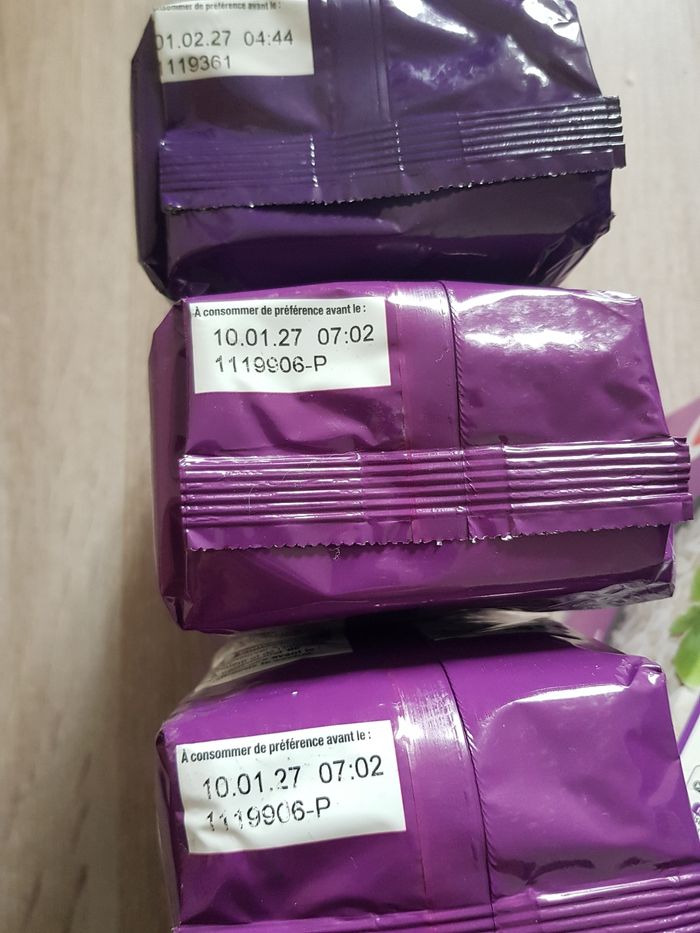 consommer de préférence avant le :
01.02.27 04:44
1119361
À consommer de préférence avant le :
10.01.27 07:02
1119906-P
À consommer de préférence avant le :
10.01.27 07:02
1119906-P